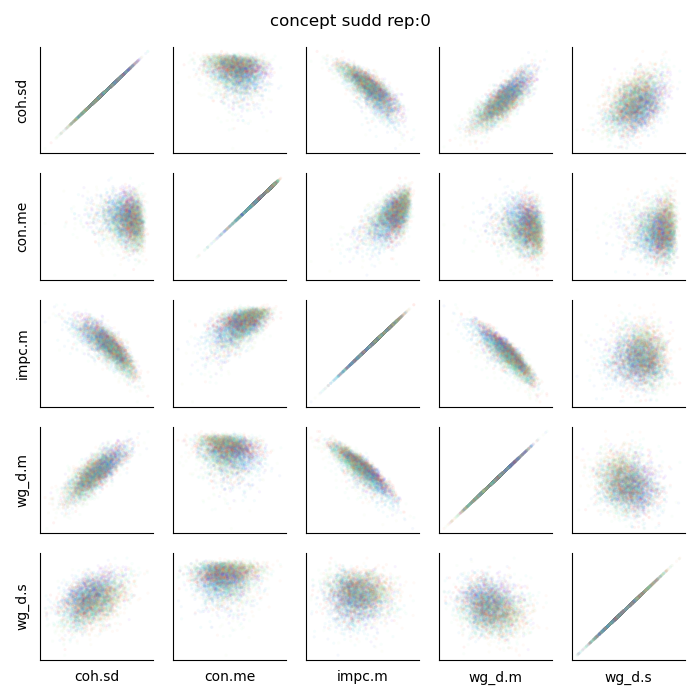 concept sudd rep:0
coh.sd
con.me
impc.m
wg_d.m
wg_d.s
coh.sd
con.me
impc.m
wg_d.m
wg_d.s